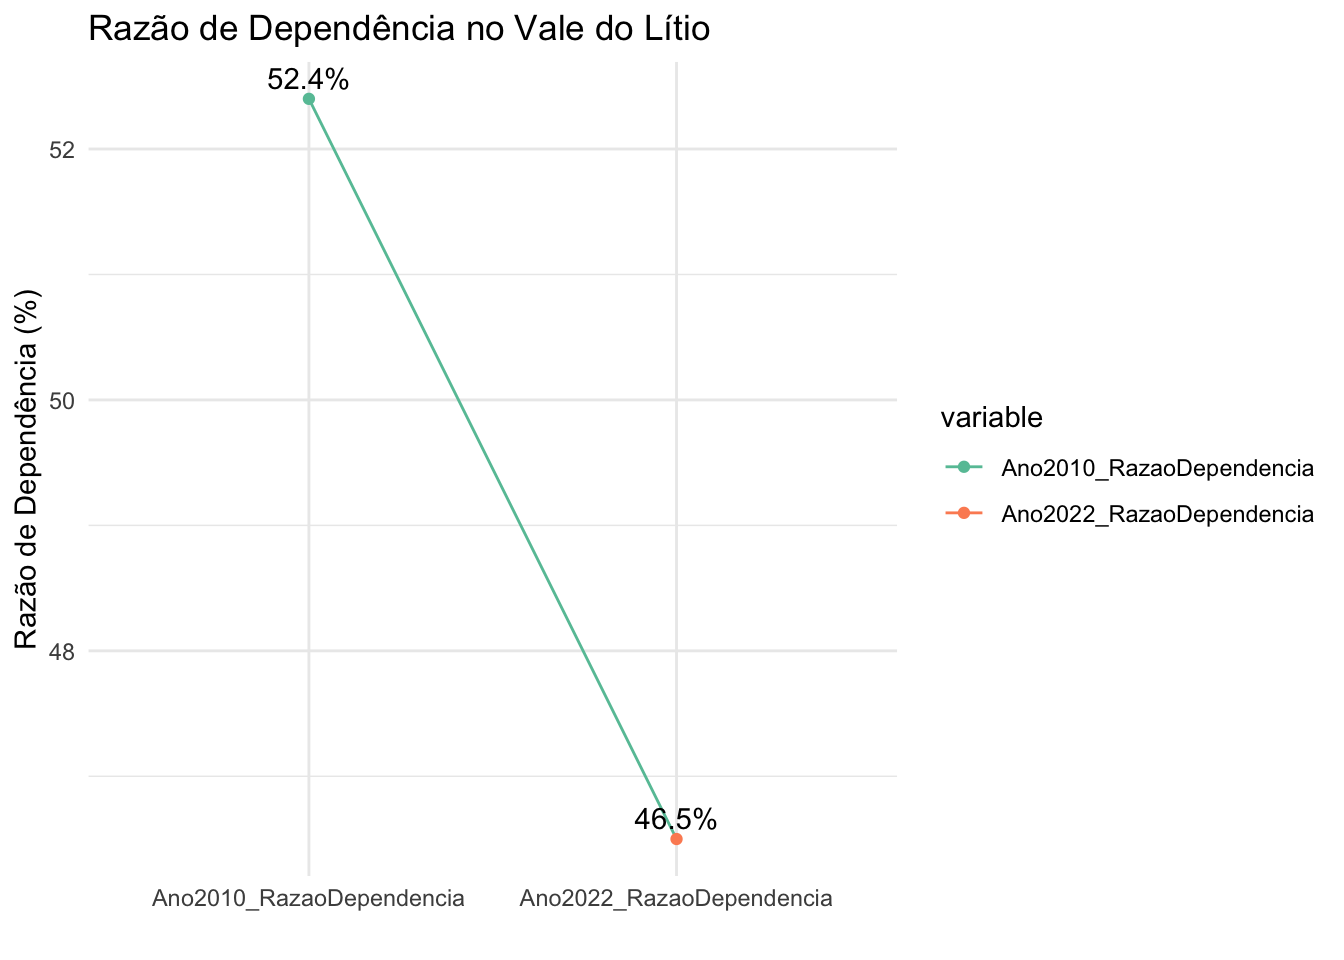 Razão de Dependência no Vale do Lítio
52.4%
52
50
48
Razão de Dependência (%)
46.5%
Ano2010_RazaoDependencia
Ano2022_RazaoDependencia
variable
Ano2010_RazaoDependencia
Ano2022_RazaoDependencia